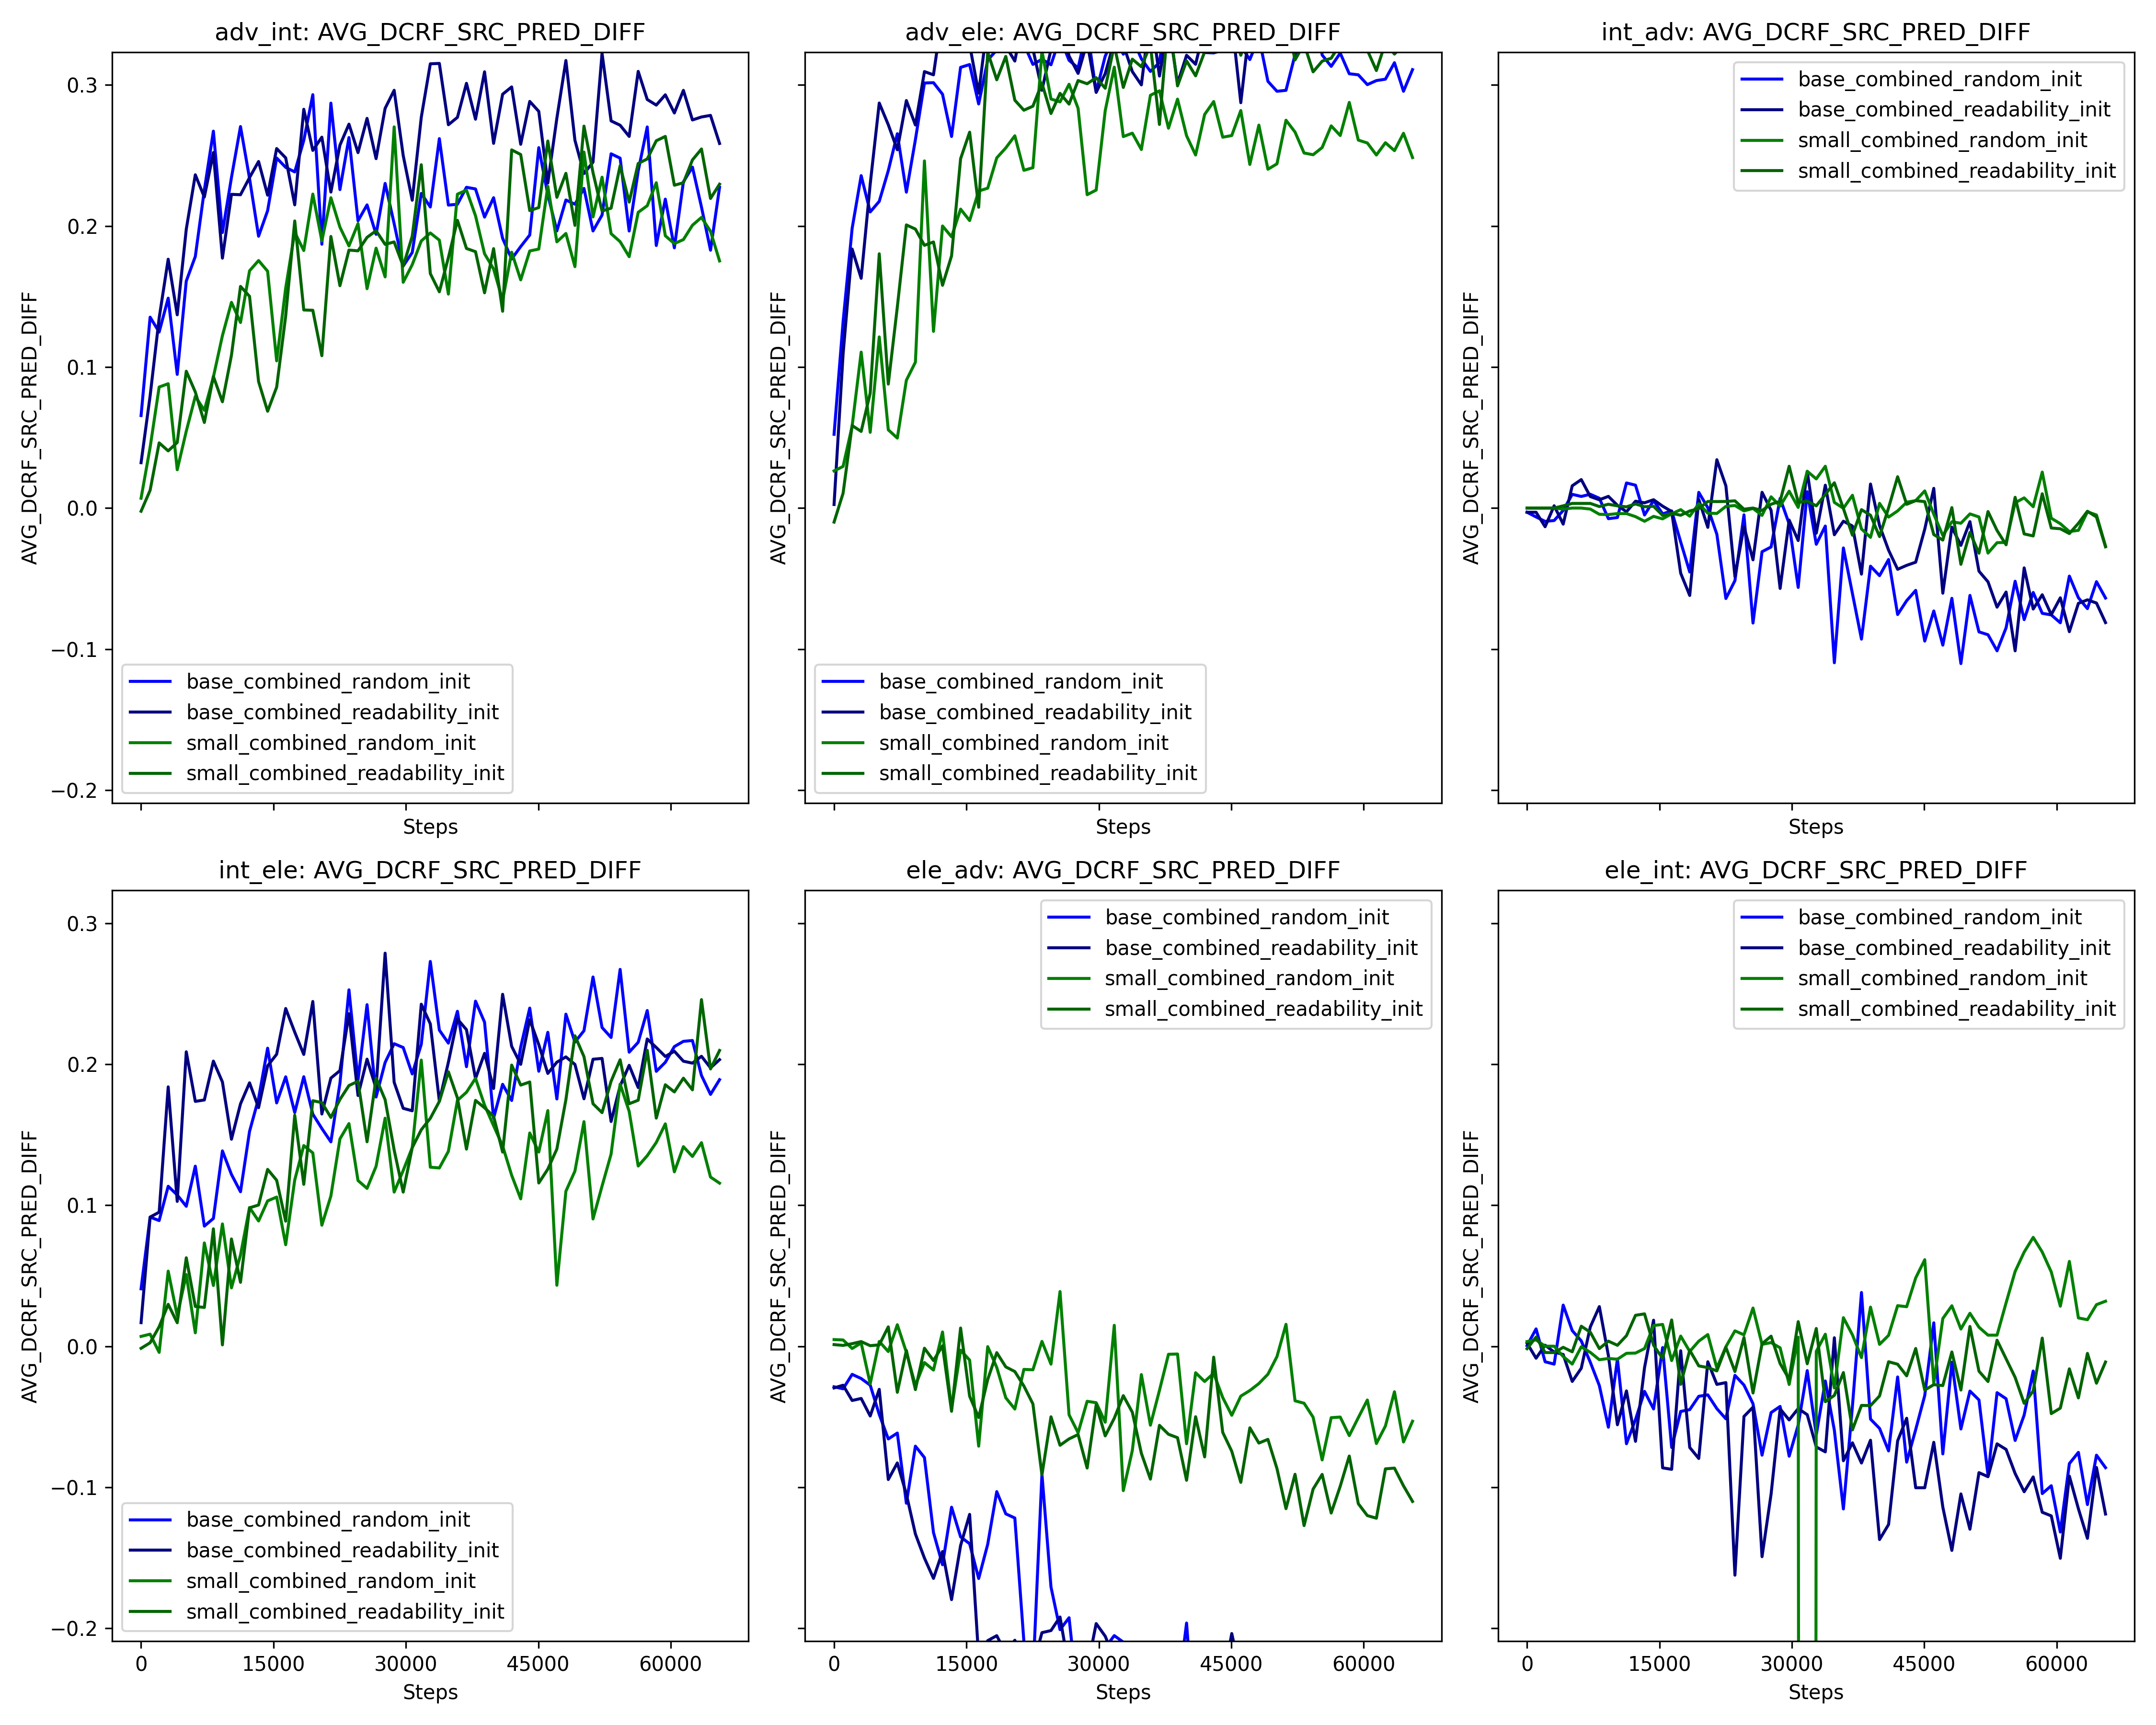 adv_int: AVG_DCRF_SRC_PRED_DIFF
AVG_DCRF_SRC_PRED_DIFF
0.3
0.2
0.1
0.0
−0.1
−0.2
base_combined_random_init
base_combined_readability_init
small_combined_random_init
small_combined_readability_init
Steps
adv_ele: AVG_DCRF_SRC_PRED_DIFF
AVG_DCRF_SRC_PRED_DIFF
base_combined_random_init
base_combined_readability_init
small_combined_random_init
small_combined_readability_init
Steps
int_adv: AVG_DCRF_SRC_PRED_DIFF
AVG_DCRF_SRC_PRED_DIFF
base_combined_random_init
base_combined_readability_init
small_combined_random_init
small_combined_readability_init
Steps
int_ele: AVG_DCRF_SRC_PRED_DIFF
AVG_DCRF_SRC_PRED_DIFF
0.3
0.2
0.1
0.0
−0.1
−0.2
base_combined_random_init
base_combined_readability_init
small_combined_random_init
small_combined_readability_init
0 15000 30000 45000 60000
Steps
ele_adv: AVG_DCRF_SRC_PRED_DIFF
AVG_DCRF_SRC_PRED_DIFF
base_combined_random_init
base_combined_readability_init
small_combined_random_init
small_combined_readability_init
0 15000 30000 45000 60000
Steps
ele_int: AVG_DCRF_SRC_PRED_DIFF
AVG_DCRF_SRC_PRED_DIFF
base_combined_random_init
base_combined_readability_init
small_combined_random_init
small_combined_readability_init
0 15000 30000 45000 60000
Steps